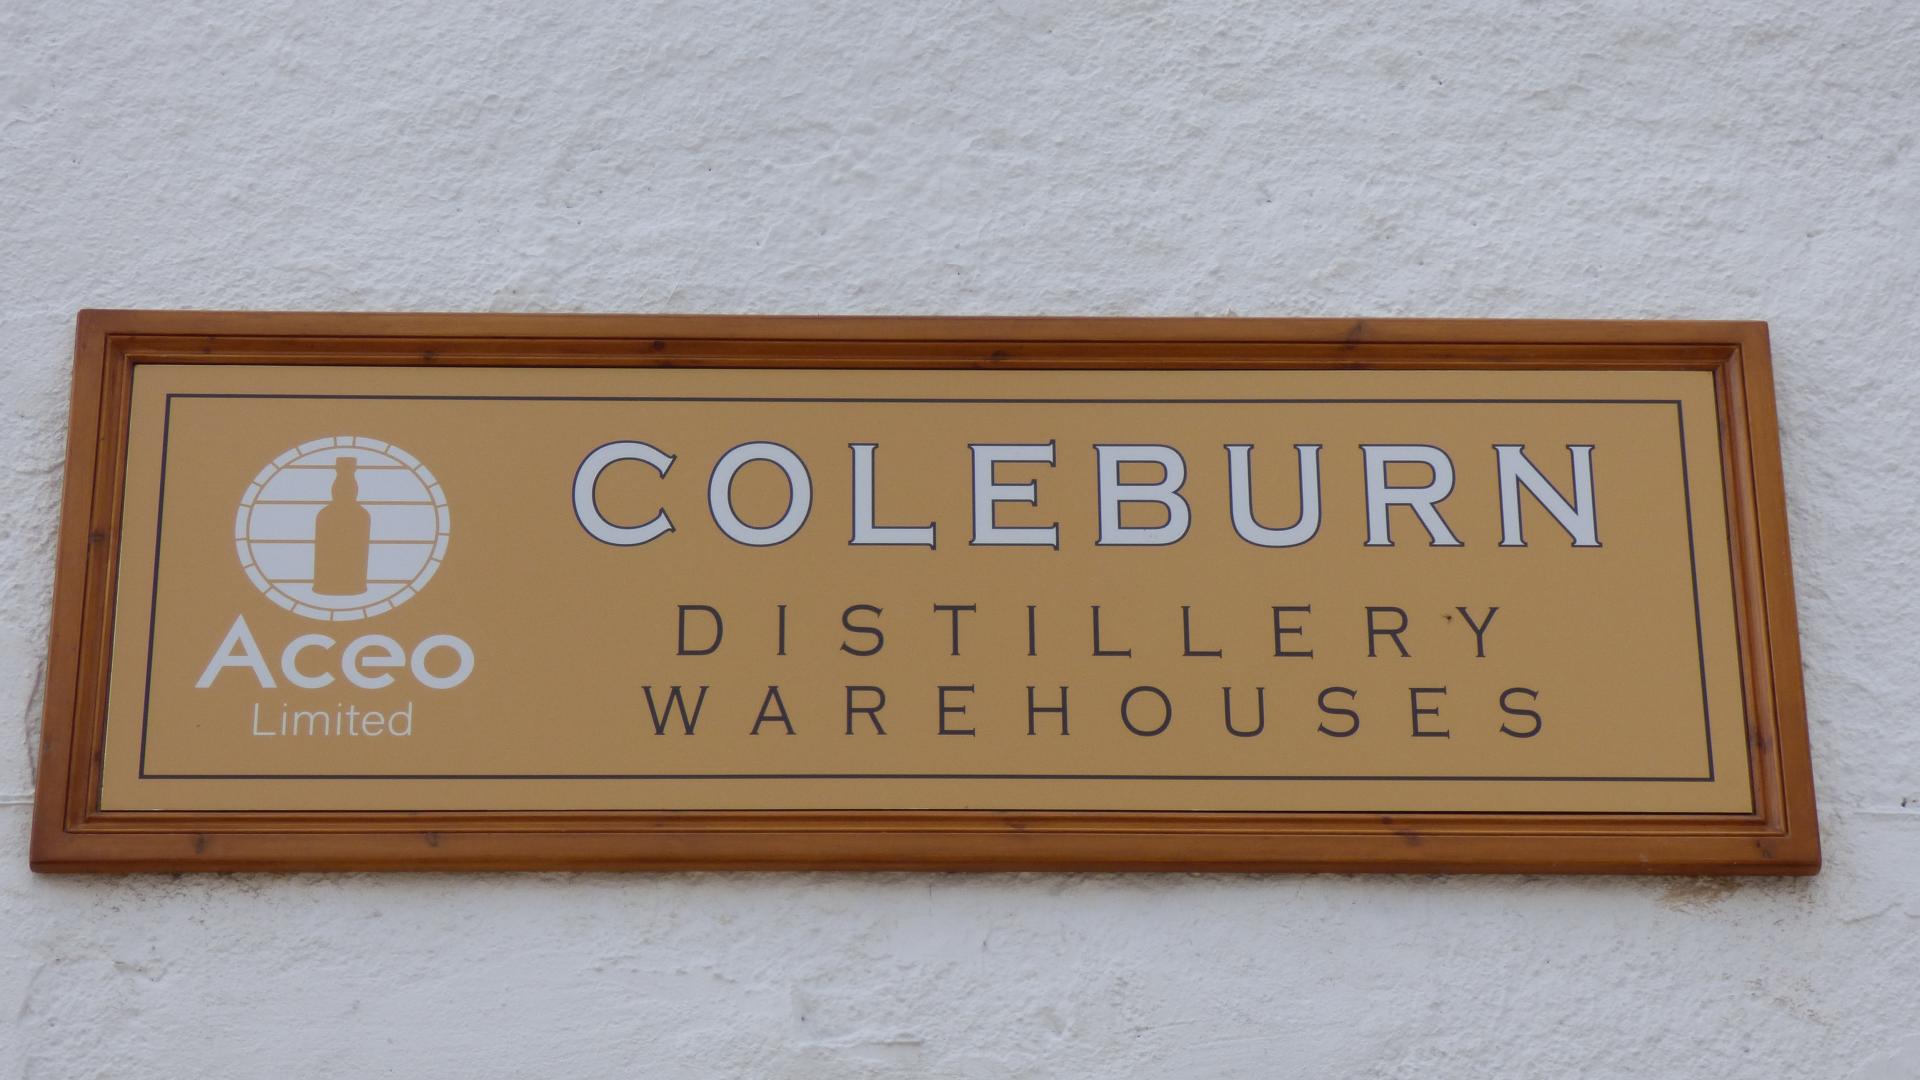 Aceo
Limited
COLEBURN
DISTILLERY
WAREHOUSES